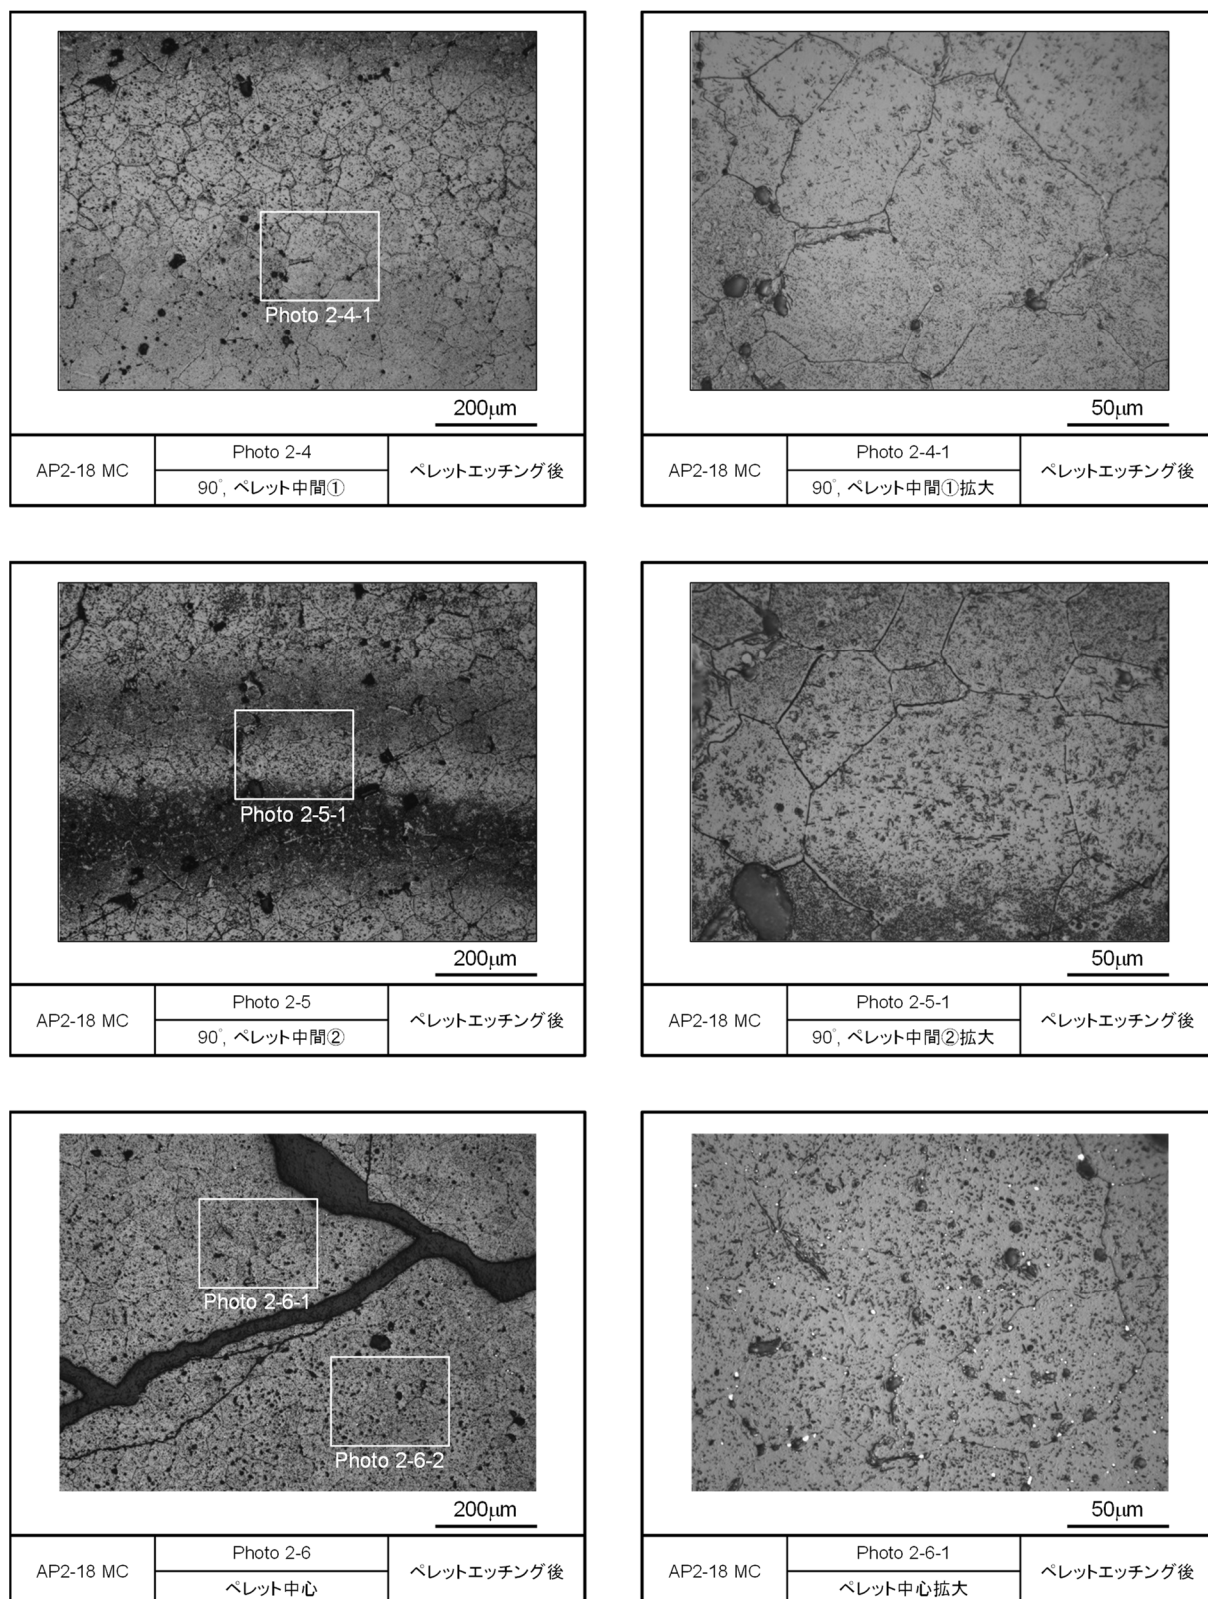 Photo 2-4-1
200μm
50μm
AP2-18 MC
Photo 2-4
90°, ペレット中間①
ペレットエッチング後
AP2-18 MC
Photo 2-4-1
90°, ペレット中間①拡大
ペレットエッチング後
Photo 2-5-1
200μm
50μm
AP2-18 MC
Photo 2-5
90°, ペレット中間②
ペレットエッチング後
AP2-18 MC
Photo 2-5-1
90°, ペレット中間②拡大
ペレットエッチング後
Photo 2-6-1
Photo 2-6-2
200μm
50μm
AP2-18 MC
Photo 2-6
ペレット中心
ペレットエッチング後
AP2-18 MC
Photo 2-6-1
ペレット中心拡大
ペレットエッチング後